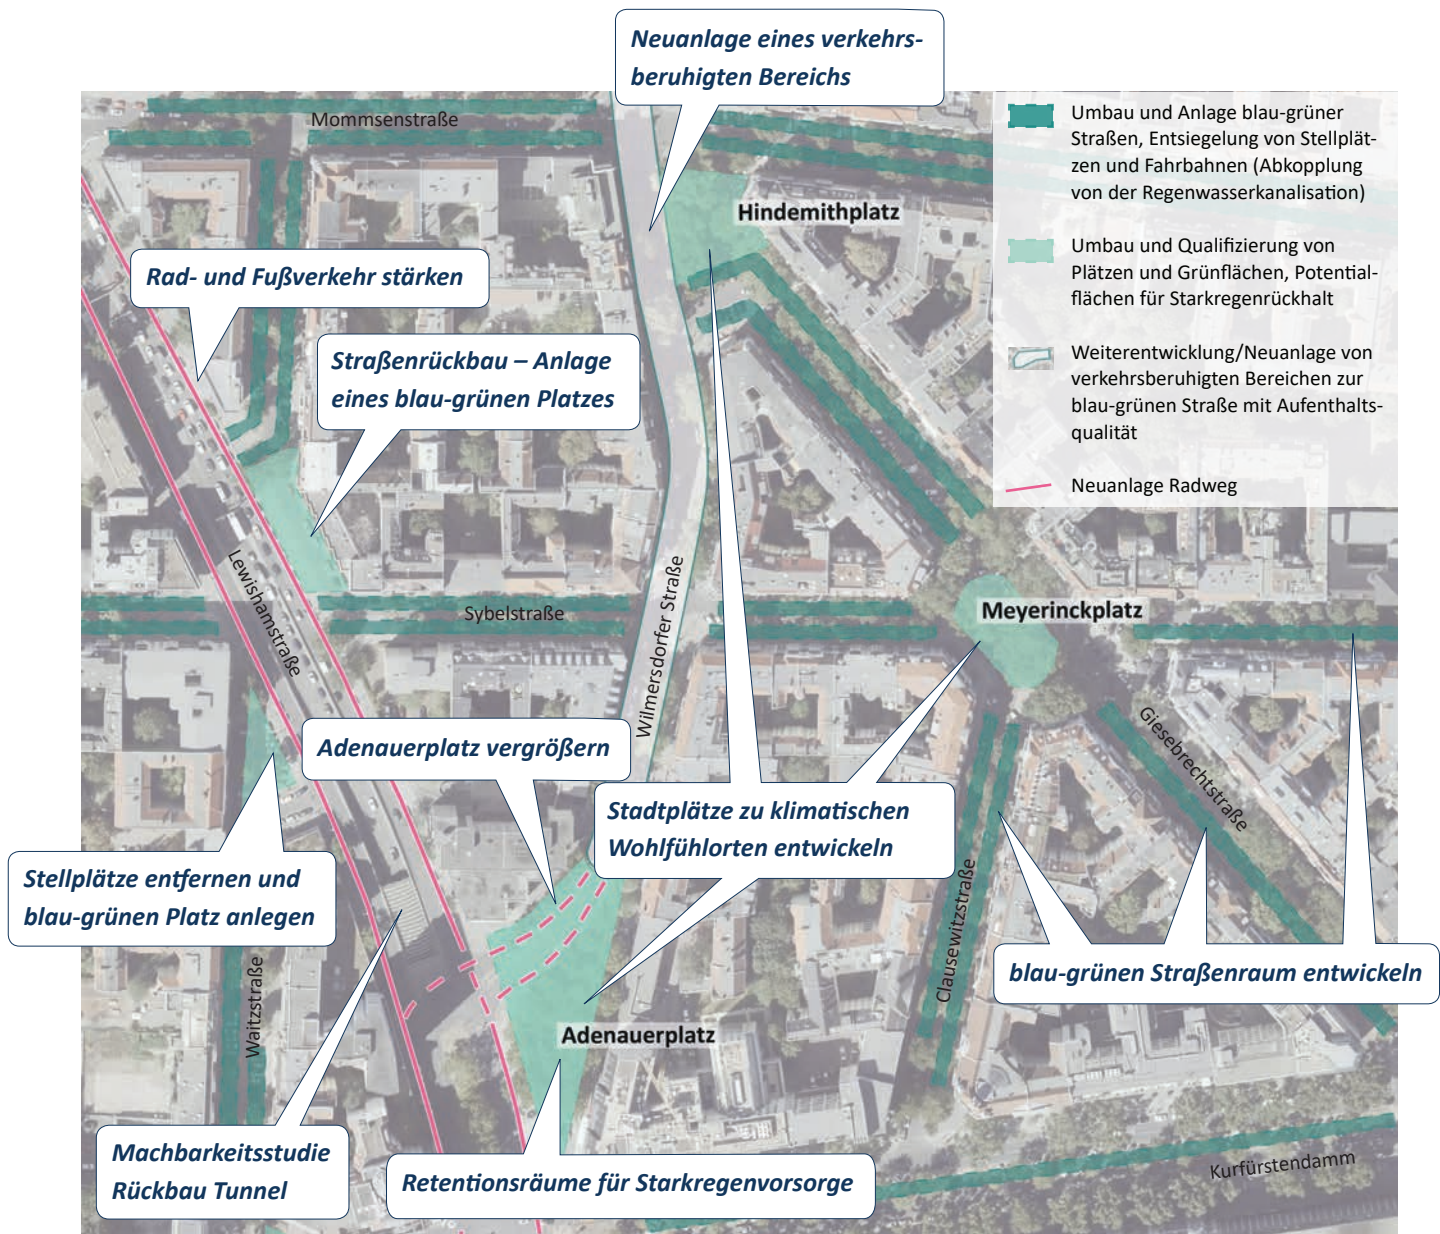 Neuanlage eines verkehrs-
beruhigten Bereichs
Mommsenstraße
Umbau und Anlage blau-grüner
Straßen, Entsiegelung von Stellplät-
zen und Fahrbahnen (Abkopplung
von der Regenwasserkanalisation)
Hindemithplatz
Umbau und Qualifizierung von
Plätzen und Grünflächen, Potential-
flächen für Starkregenrückhalt
Rad- und Fußverkehr stärken
Straßenrückbau – Anlage
eines blau-grünen Platzes
Weiterentwicklung/Neuanlage von
verkehrsberuhigten Bereichen zur
blau-grünen Straße mit Aufenthalts-
qualität
Neuanlage Radweg
Lewishamstraße
Sybelstraße
Wilmersdorfer Straße
Meyerinckplatz
Giesebrechtstraße
Adenauerplatz vergrößern
Stadtplätze zu klimatischen
Wohlfühlorten entwickeln
Stellplätze entfernen und
blau-grünen Platz anlegen
Clausewitzstraße
blau-grünen Straßenraum entwickeln
Waitzstraße
Adenauerplatz
Machbarkeitsstudie
Rückbau Tunnel
Retentionsräume für Starkregenvorsorge
Kurfürstendamm